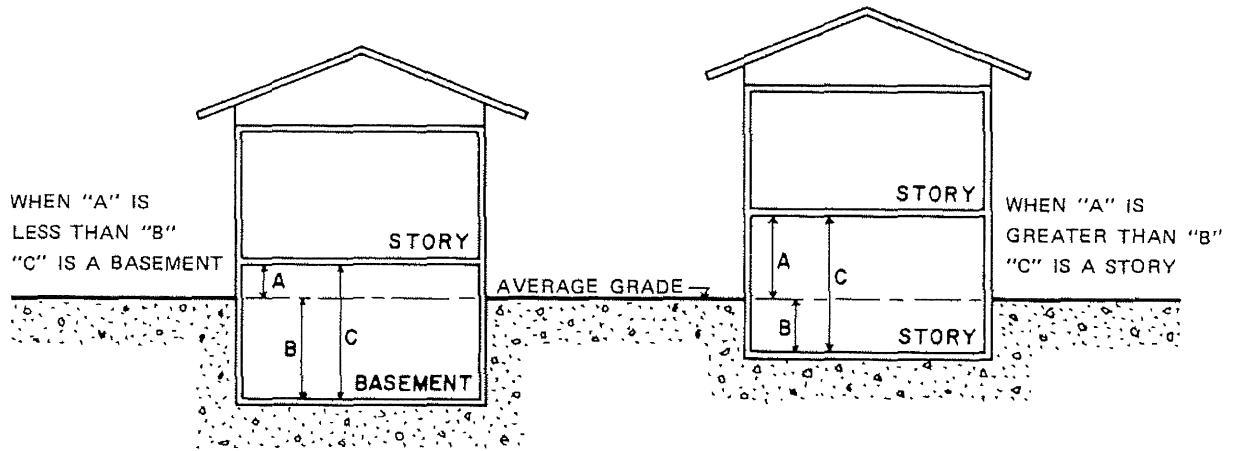 WHEN "A" IS
LESS THAN "B"
"C" IS A BASEMENT
STORY
A
B
C
BASEMENT
AVERAGE GRADE
STORY
A
C
B
STORY
WHEN "A" IS
GREATER THAN "B"
"C" IS A STORY